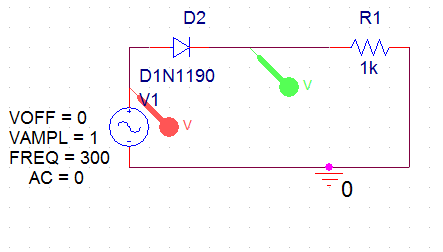 D2
R1
D1N1190
1k
V1
V
V
VOFF = 0
VAMPL = 1
FREQ = 300
AC = 0
0